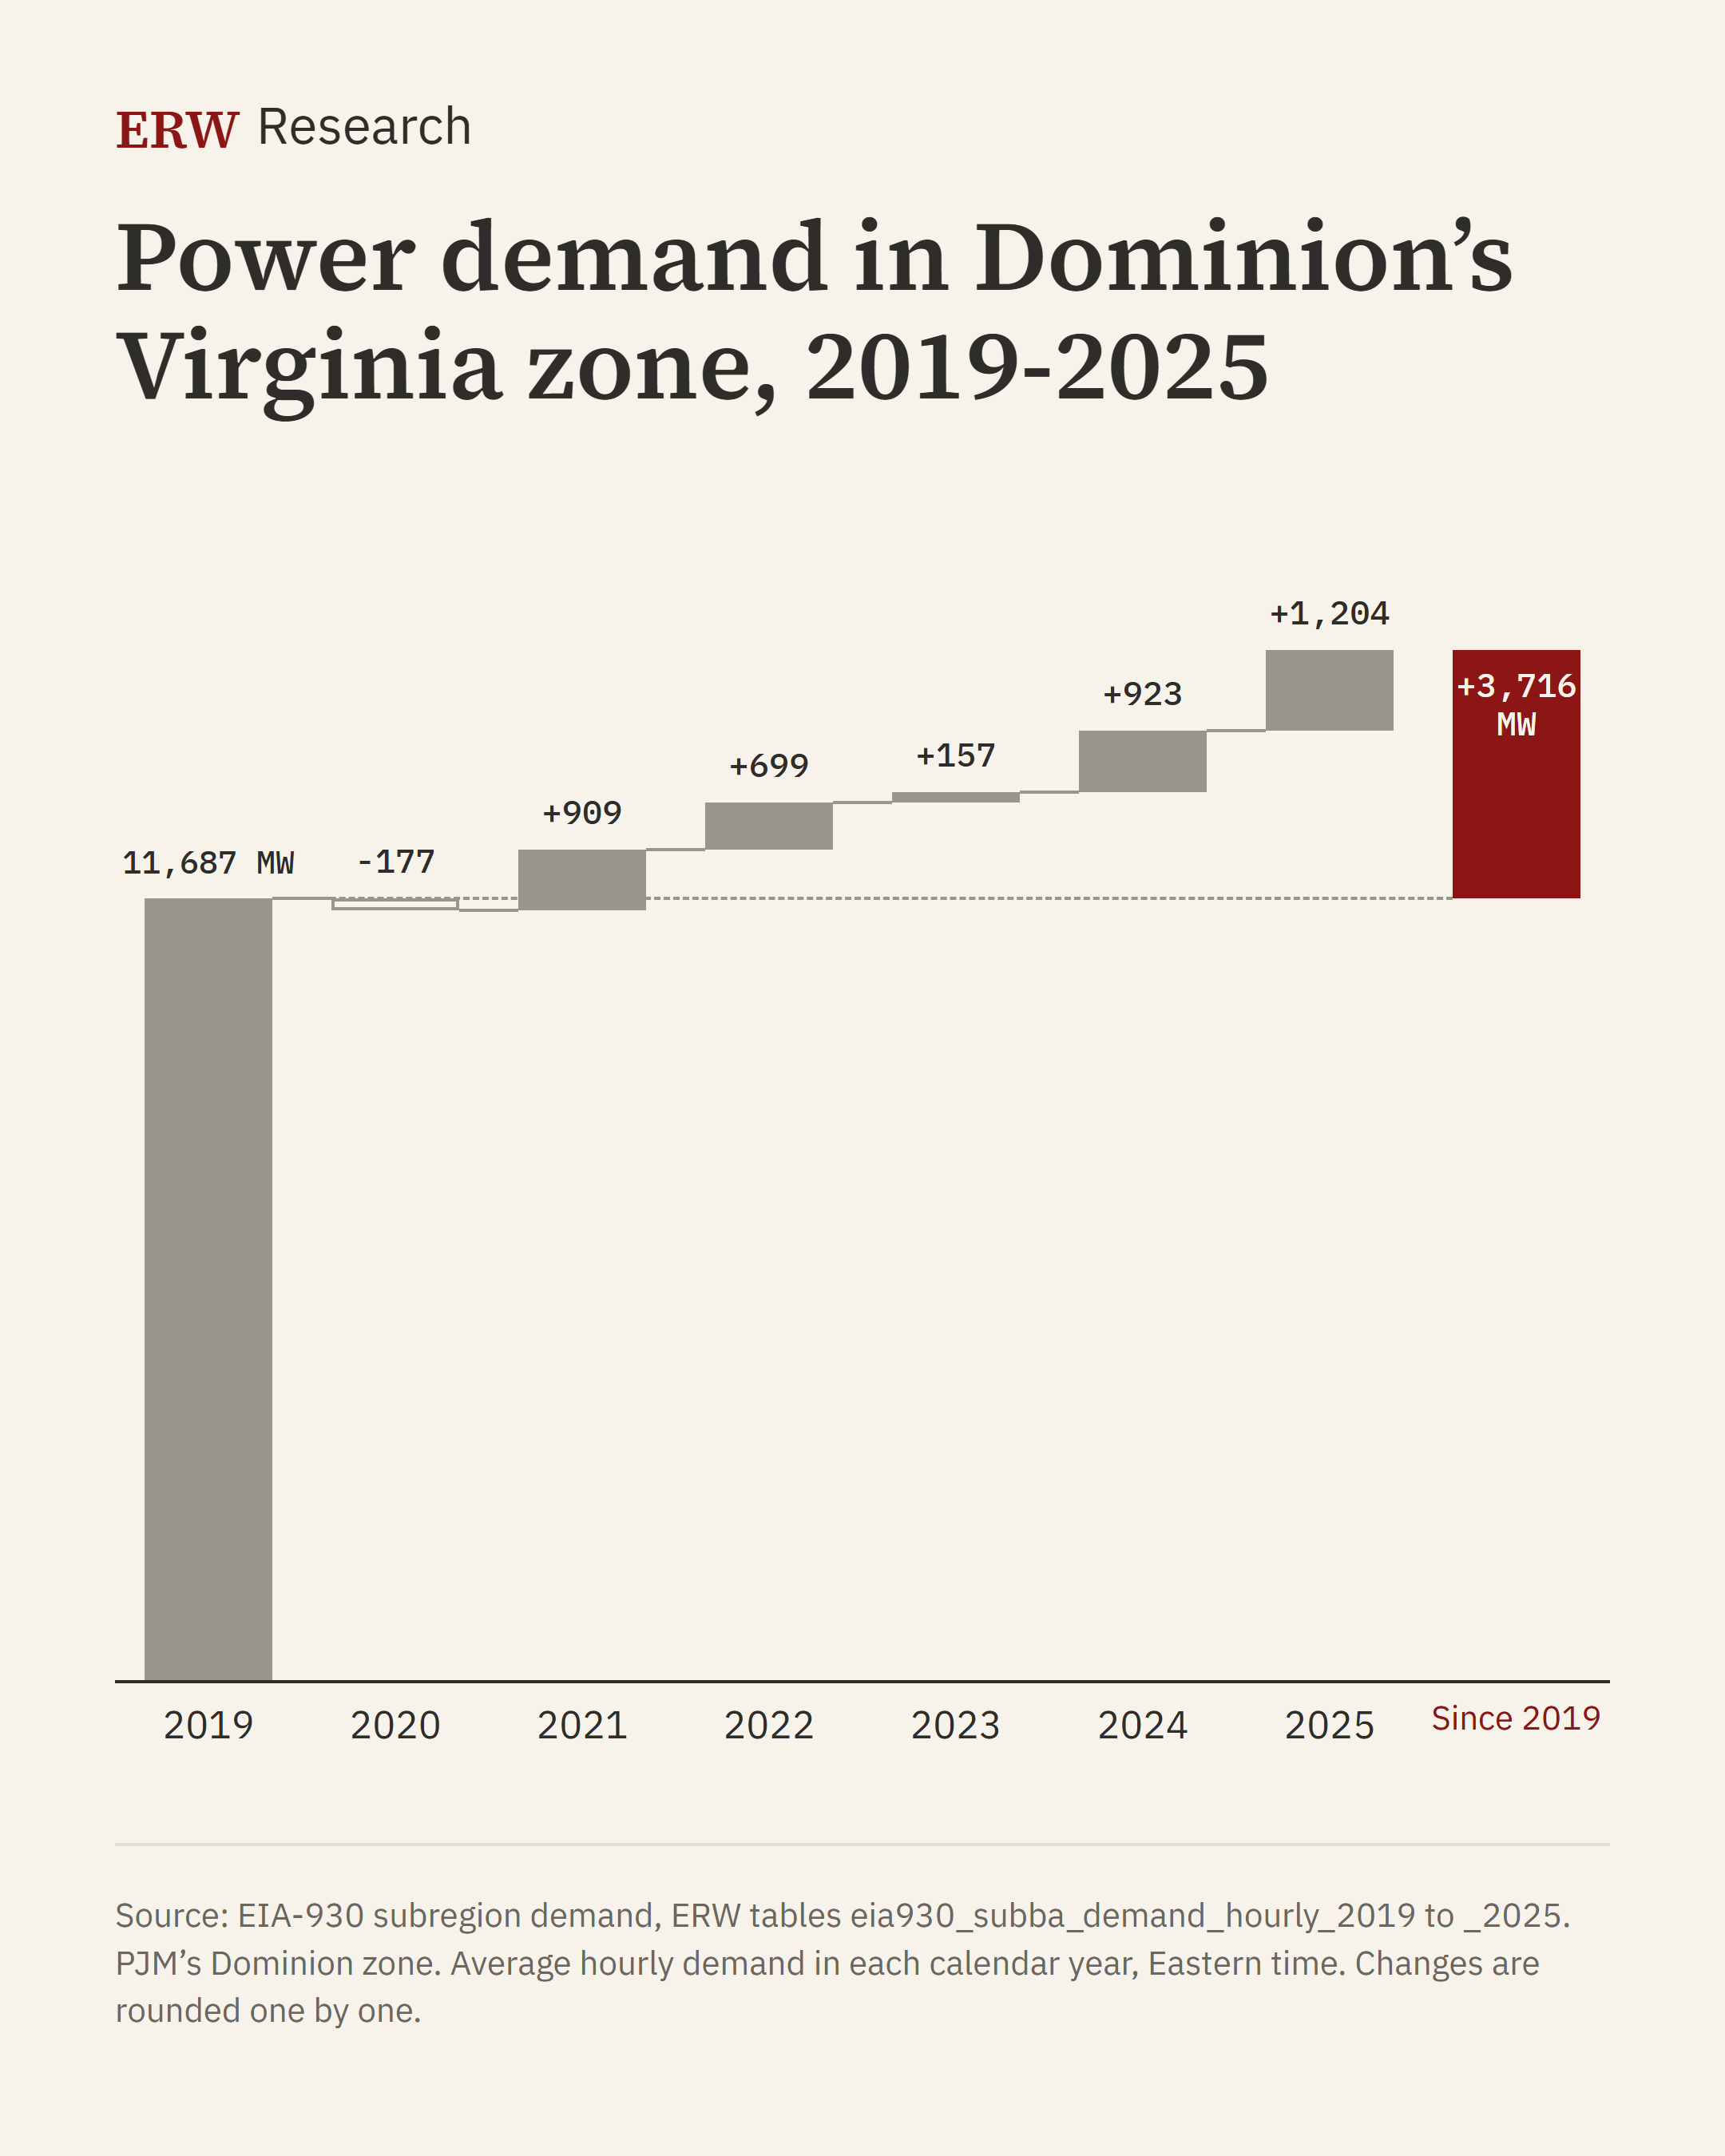 ERW Research
Power demand in Dominion’s
Virginia zone, 2019-2025
+1,204
+3,716
MW
+923
+157
+699
+909
11,687 MW
-177
2019
2020
2021
2022
2023
2024
2025
Since 2019
Source: EIA-930 subregion demand, ERW tables eia930_subba_demand_hourly_2019 to _2025.
PJM’s Dominion zone. Average hourly demand in each calendar year, Eastern time. Changes are
rounded one by one.